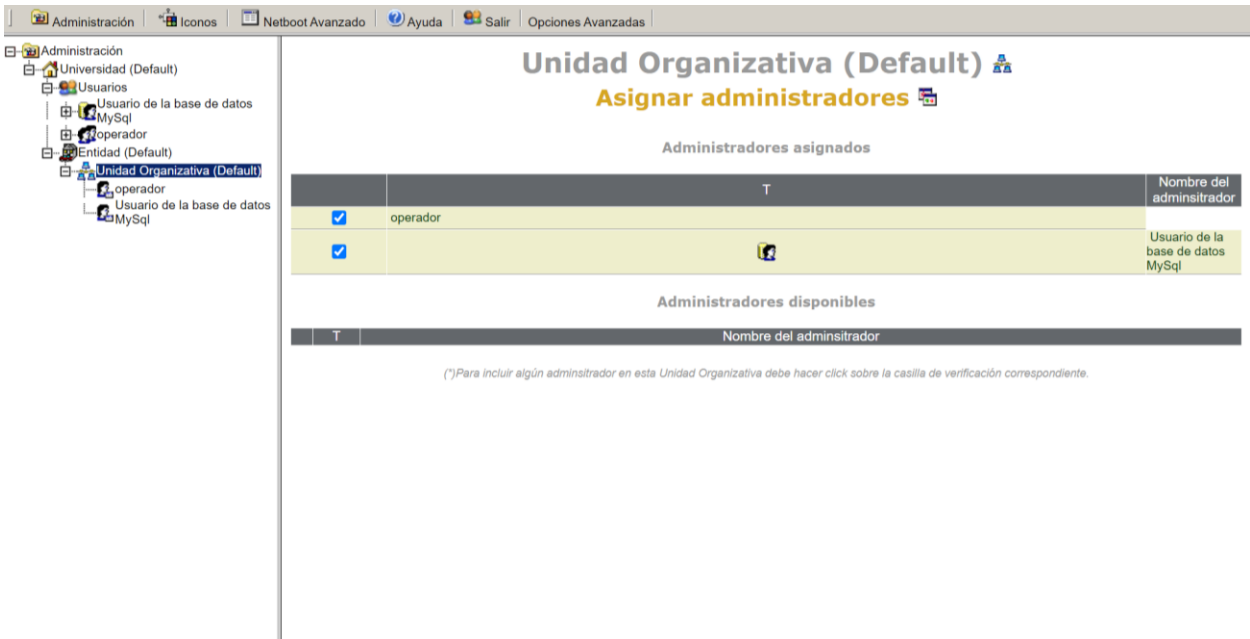 Administración Iconos Netboot Avanzado Ayuda Salir Opciones Avanzadas
Administración
Universidad (Default)
Usuarios
Usuario de la base de datos
MySql
operador
Entidad (Default)
Unidad Organizativa (Default)
operador
Usuario de la base de datos
MySql
Unidad Organizativa (Default)
Asignar administradores
Administradores asignados
T Nombre del
adminsitrador
operador
Usuario de la
base de datos
MySql
Administradores disponibles
T Nombre del adminsitrador
(*)Para incluir algún adminsitrador en esta Unidad Organizativa debe hacer click sobre la casilla de verificación correspondiente.